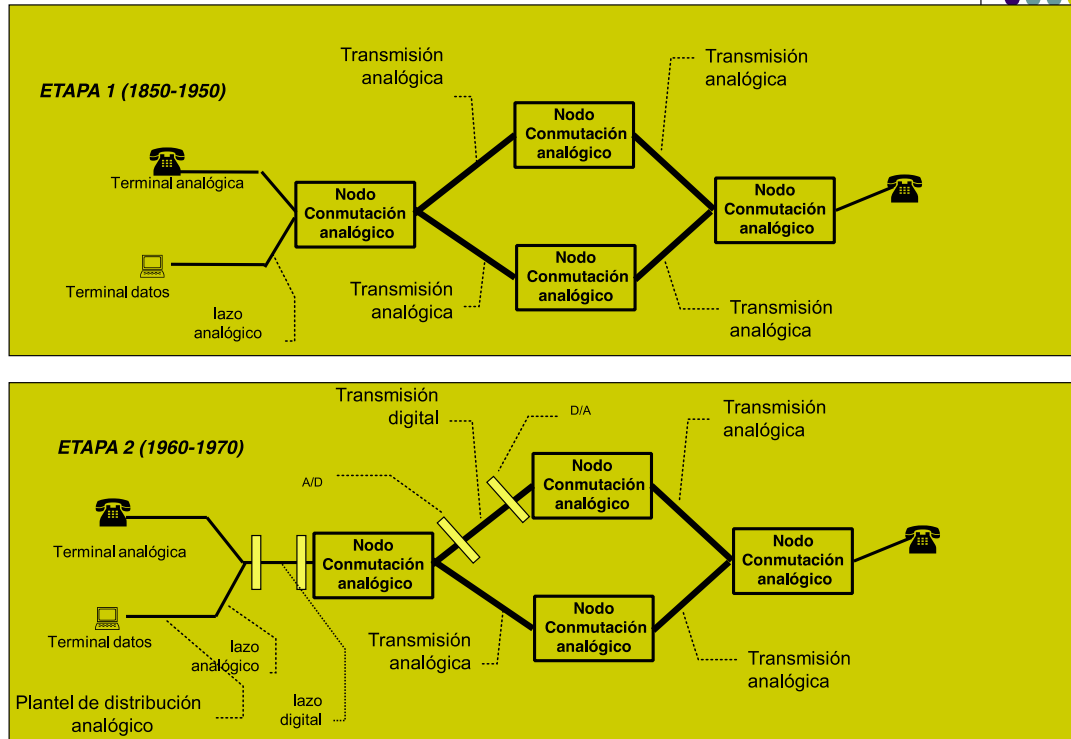 Transmisión
analógica
Transmisión
analógica
ETAPA 1 (1850-1950)
Nodo
Conmutación
analógico
Terminal analógica
Nodo
Conmutación
analógico
Nodo
Conmutación
analógico
Nodo
Conmutación
analógico
Terminal datos
Transmisión
analógica
lazo
analógico
Transmisión
analógica
Transmisión
digital
D/A
Transmisión
analógica
ETAPA 2 (1960-1970)
A/D
Nodo
Conmutación
analógico
Terminal analógica
Nodo
Conmutación
analógico
Nodo
Conmutación
analógico
Nodo
Conmutación
analógico
Terminal datos
lazo
analógico
Transmisión
analógica
Transmisión
analógica
Plantel de distribución
analógico
lazo
digital